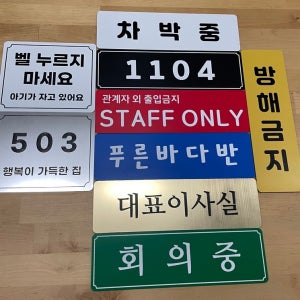 차박중
1104
관계자 외 출입금지
STAFF ONLY
푸른바다반
대표이사실
회의중
벨 누르지
마세요
아기가 자고 있어요
503
행복이 가득한 집
방해금지